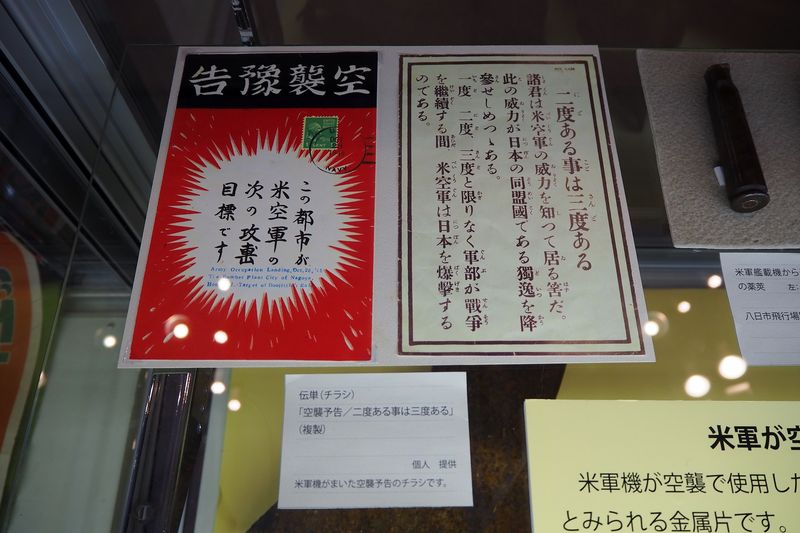 空襲豫告
この都市が
米空軍の
次の攻撃
目標です
Army Occupation Landing, Oct. 26, '45
二度ある事は三度ある
諸君は米空軍の威力を知つて居る筈だ。
此の威力が日本の同盟國である獨逸を降
參せしめつゝある。
一度、二度、三度と限りなく軍部が戰爭
を繼續する間、米空軍は日本を爆擊する
のである。
伝単（チラシ）
「空襲予告／二度ある事は三度ある」
（複製）
個人　提供
米軍機がまいた空襲予告のチラシです。
米軍艦載機から
の薬莢　左：
八日市飛行場
米軍が空
米軍機が空襲で使用した
とみられる金属片です。